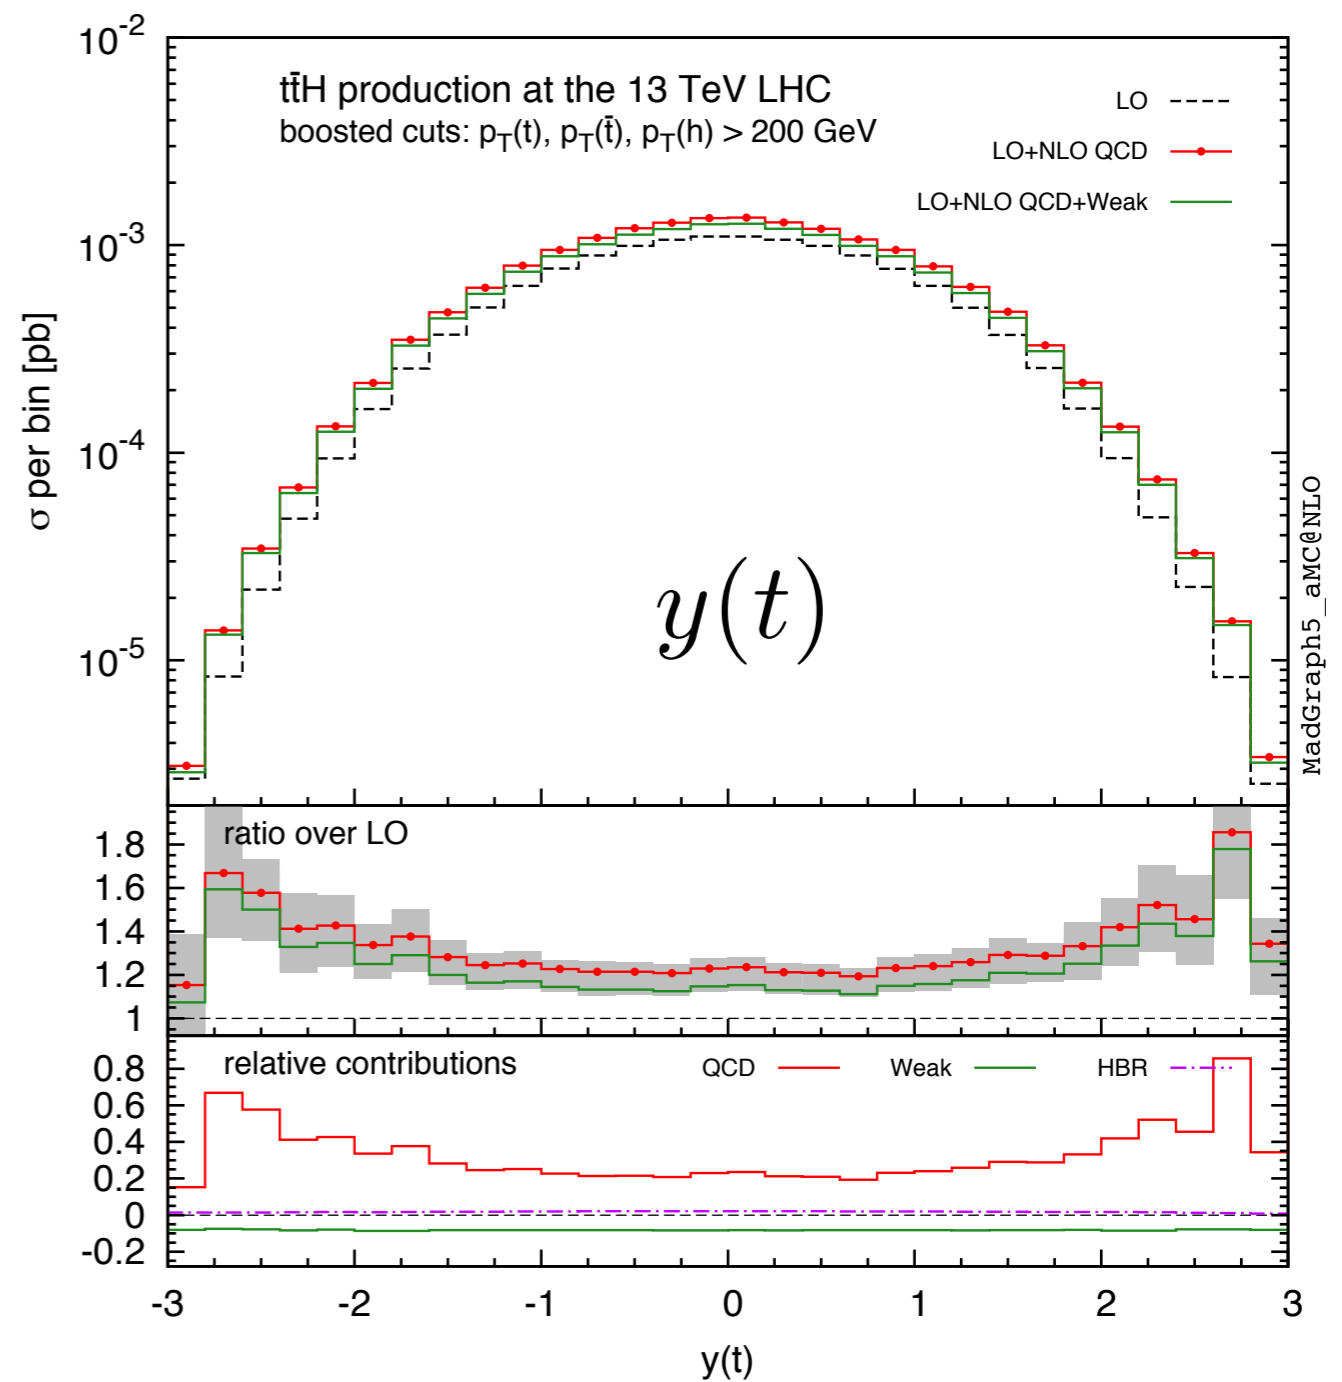 tt̄H production at the 13 TeV LHC
boosted cuts: p_T(t), p_T(t̄), p_T(h) > 200 GeV
LO
LO+NLO QCD
LO+NLO QCD+Weak
10^-2
10^-3
10^-4
10^-5
σ per bin [pb]
y(t)
MadGraph5_aMC@NLO
ratio over LO
1.8
1.6
1.4
1.2
1
relative contributions
QCD
Weak
HBR
0.8
0.6
0.4
0.2
0
-0.2
-3 -2 -1 0 1 2 3
y(t)